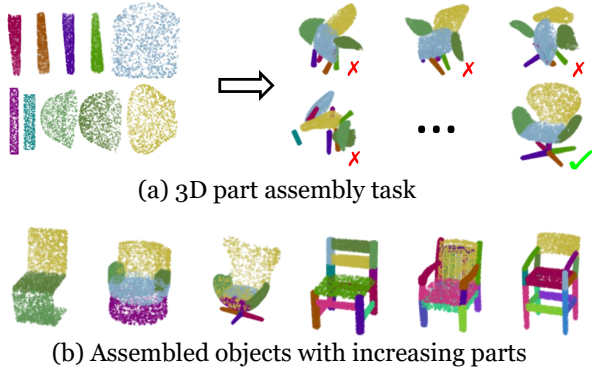 (a) 3D part assembly task
(b) Assembled objects with increasing parts